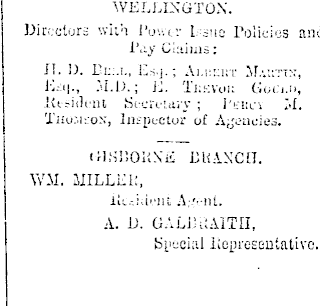 WELLINGTON.
Directors with Power Issue Policies and
Pay Claims:
H. D. BELL, Esq.; ALBERT MARTIN,
Esq., M.D.; E. TREVOR GOULD,
Resident Secretary; PERCY M.
THOMSON, Inspector of Agencies.
GISBORNE BRANCH.
WM. MILLER,
Resident Agent.
A. D. GALBRAITH,
Special Representative.